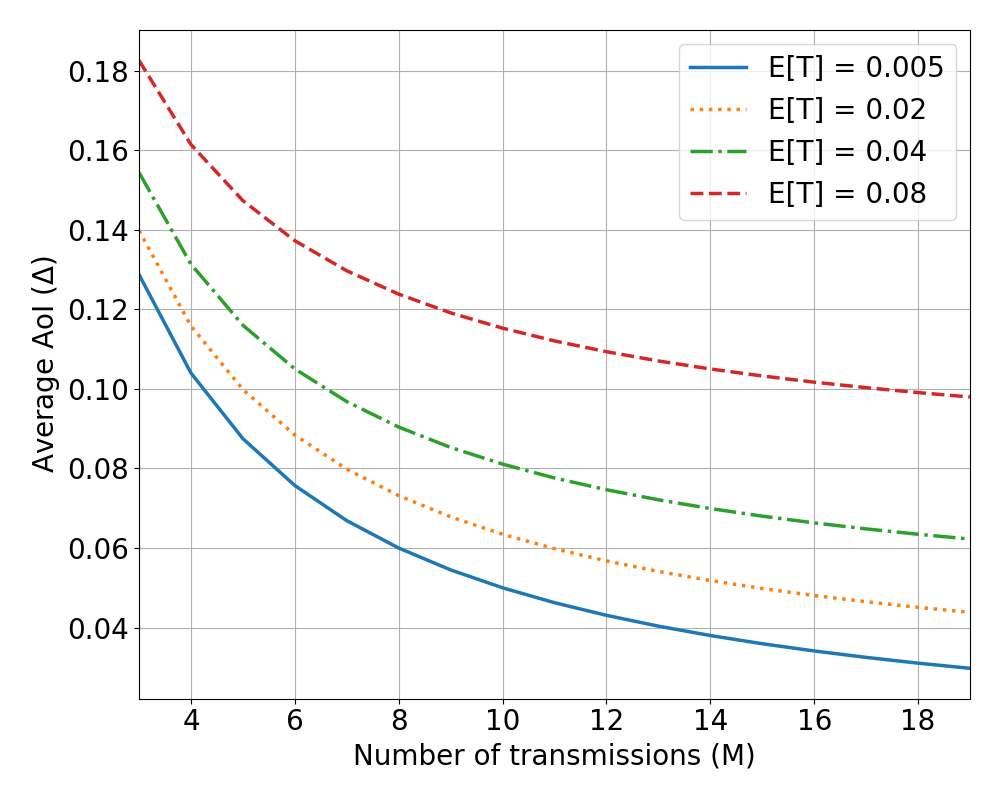 0.18
0.16
0.14
0.12
0.10
0.08
0.06
0.04
Average AoI (Δ)
E[T] = 0.005
E[T] = 0.02
E[T] = 0.04
E[T] = 0.08
4 6 8 10 12 14 16 18
Number of transmissions (M)